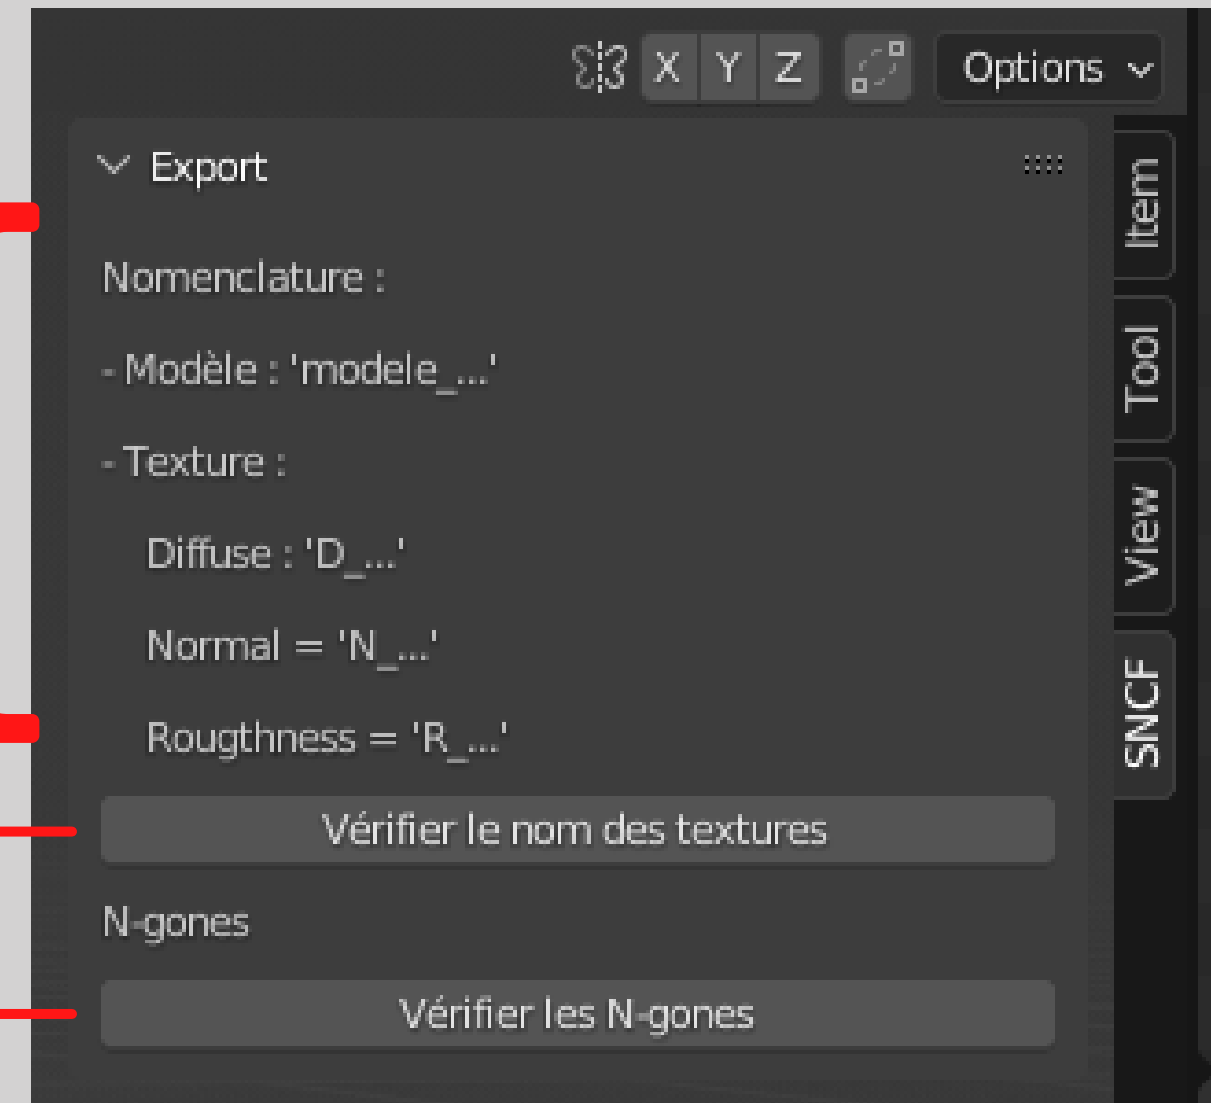 X Y Z Options
Export
Nomenclature :
- Modèle : 'modele_...'
- Texture :
Diffuse : 'D_...'
Normal = 'N_...'
Rougthness = 'R_...'
Vérifier le nom des textures
N-gones
Vérifier les N-gones
Item
Tool
View
SNCF